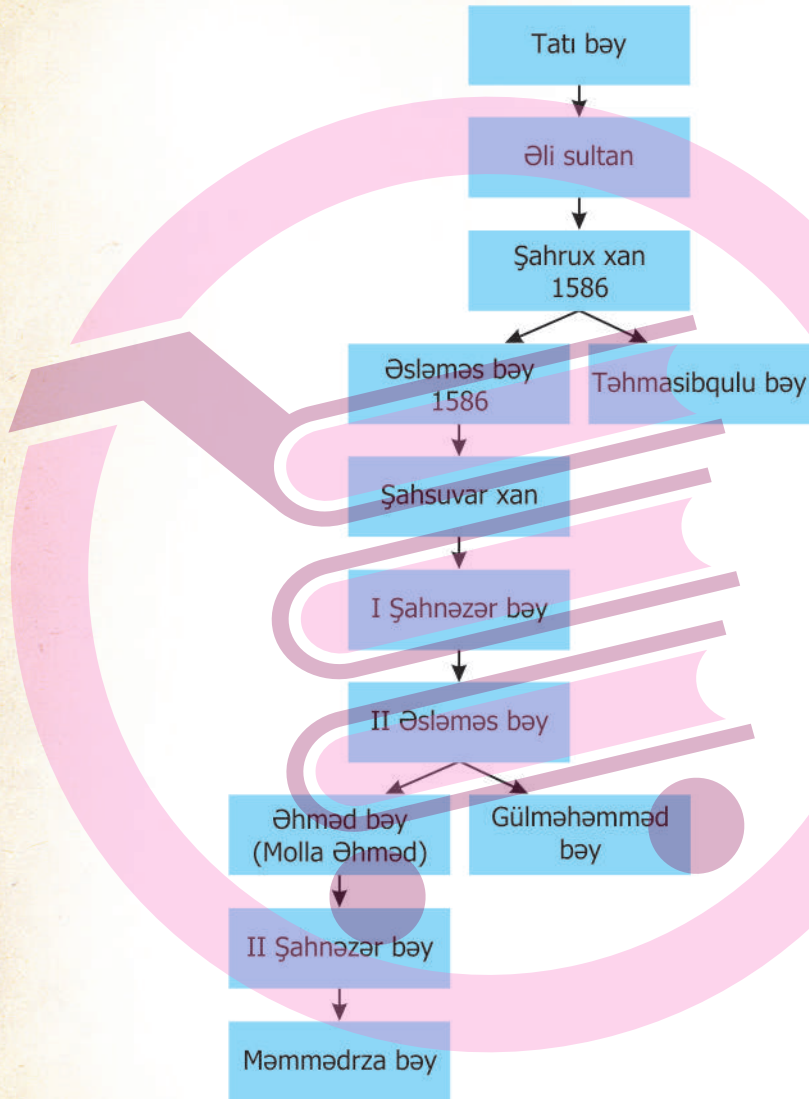 Tatı bəy
Əli sultan
Şahrux xan
1586
Əsləməs bəy
1586
Təhmasibqulu bəy
Şahsuvar xan
I Şahnəzər bəy
II Əsləməs bəy
Əhməd bəy
(Molla Əhməd)
Gülməhəmməd
bəy
II Şahnəzər bəy
Məmmədrza bəy